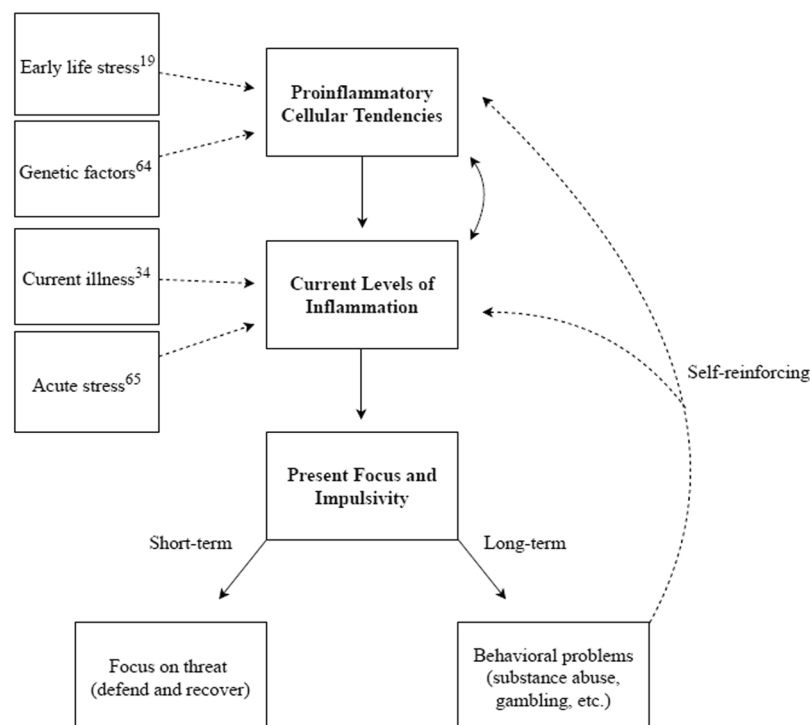 Early life stress19
Proinflammatory
Cellular Tendencies
Genetic factors64
Current illness34
Current Levels of
Inflammation
Acute stress65
Self-reinforcing
Present Focus and
Impulsivity
Short-term
Long-term
Focus on threat
(defend and recover)
Behavioral problems
(substance abuse,
gambling, etc.)